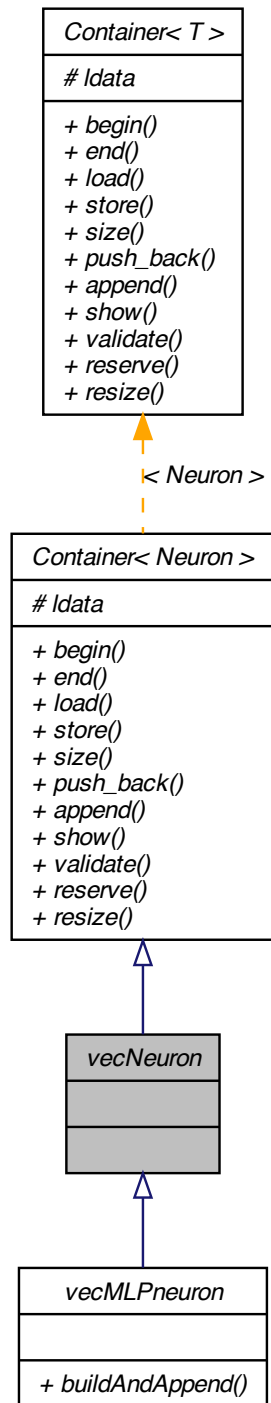 Container< T >
# ldata
+ begin()
+ end()
+ load()
+ store()
+ size()
+ push_back()
+ append()
+ show()
+ validate()
+ reserve()
+ resize()
< Neuron >
Container< Neuron >
# ldata
+ begin()
+ end()
+ load()
+ store()
+ size()
+ push_back()
+ append()
+ show()
+ validate()
+ reserve()
+ resize()
vecNeuron
vecMLPneuron
+ buildAndAppend()